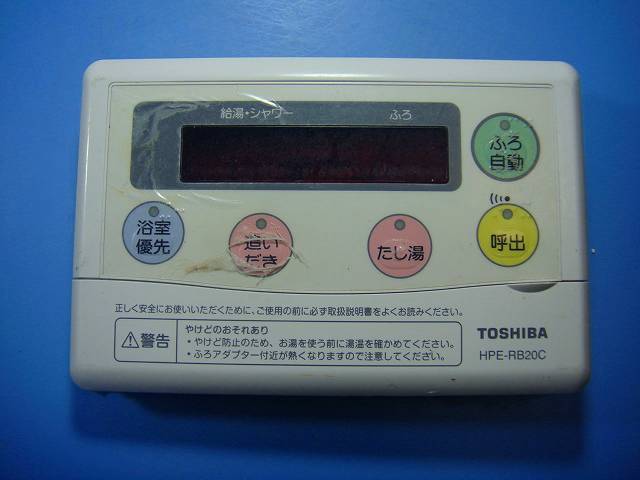 給湯・シャワー
ふろ
ふろ
自動
浴室
優先
追い
だき
たし湯
呼出
正しく安全にお使いいただくために、ご使用の前に必ず取扱説明書をよくお読みください。
⚠警告
やけどのおそれあり
・やけど防止のため、お湯を使う前に湯温を確かめてください。
・ふろアダプター付近が熱くなりますので注意してください。
TOSHIBA
HPE-RB20C